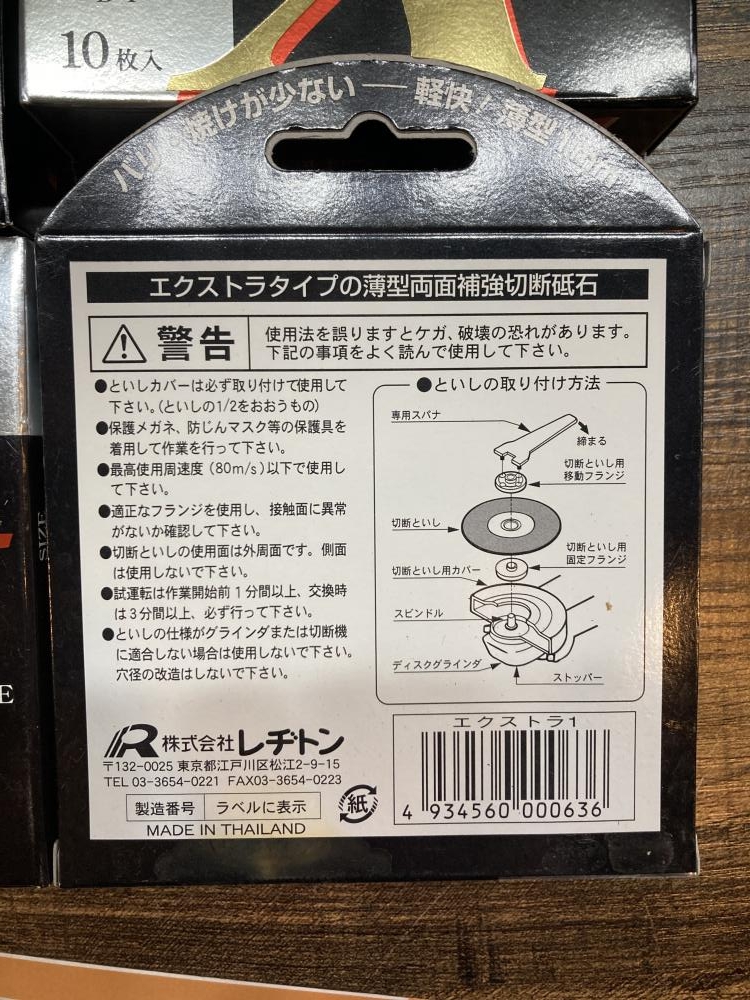 10枚入
バリ・焼けが少ない ― 軽快！薄型
エクストラタイプの薄型両面補強切断砥石
警告
使用法を誤りますとケガ、破壊の恐れがあります。
下記の事項をよく読んで使用して下さい。
●といしカバーは必ず取り付けて使用して
下さい。(といしの1/2をおおうもの)
●保護メガネ、防じんマスク等の保護具を
着用して作業を行って下さい。
●最高使用周速度 (80m/s)以下で使用し
て下さい。
●適正なフランジを使用し、接触面に異常
がないか確認して下さい。
●切断といしの使用面は外周面です。側面
は使用しないで下さい。
●試運転は作業開始前1分間以上、交換時
は3分間以上、必ず行って下さい。
●といしの仕様がグラインダまたは切断機
に適合しない場合は使用しないで下さい。
穴径の改造はしないで下さい。
●といしの取り付け方法
専用スパナ
締まる
切断といし用
移動フランジ
切断といし
切断といし用
固定フランジ
切断といし用カバー
スピンドル
ディスクグラインダ
ストッパー
株式会社レヂトン
〒132-0025 東京都江戸川区松江2-9-15
TEL 03-3654-0221 FAX03-3654-0223
製造番号 ラベルに表示
MADE IN THAILAND
紙
エクストラ1
4 934560 000636
SIZE
E